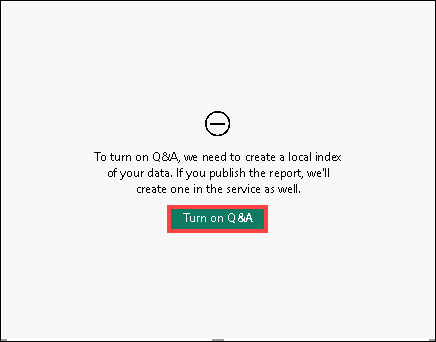 To turn on Q&A, we need to create a local index
of your data. If you publish the report, we'll
create one in the service as well.
Turn on Q&A